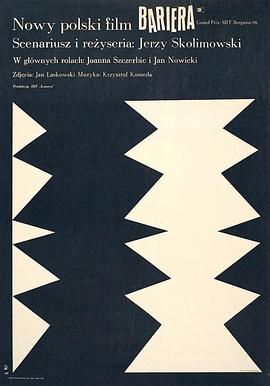 Nowy polski film BARIERA Grand Prix-MFF Bergamo 66
Scenariusz i reżyseria: Jerzy Skolimowski
W głównych rolach: Joanna Szczerbic i Jan Nowicki
Zdjęcia: Jan Laskowski Muzyka: Krzysztof Komeda
Produkcja: ZRF „Kamera”